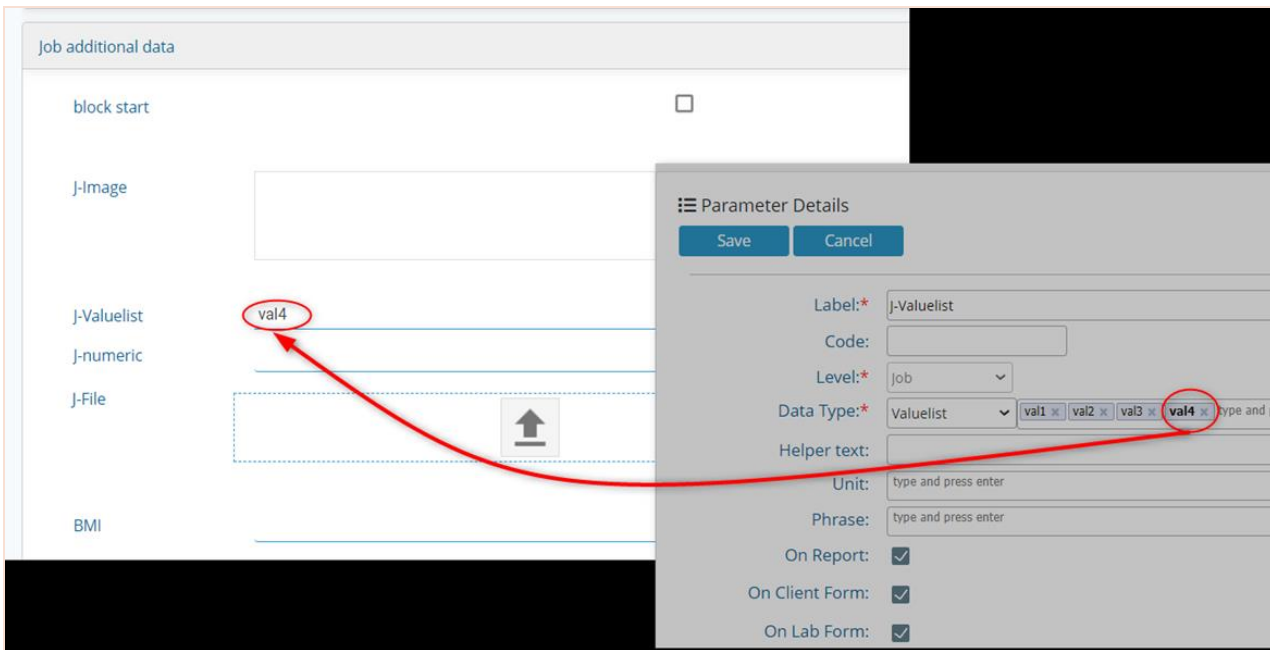 Job additional data
block start
J-Image
J-Valuelist val4
J-numeric
J-File
BMI
Parameter Details
Save Cancel
Label:* J-Valuelist
Code:
Level:* Job
Data Type:* Valuelist val1 × val2 × val3 × val4 × type and
Helper text:
Unit: type and press enter
Phrase: type and press enter
On Report:
On Client Form:
On Lab Form: